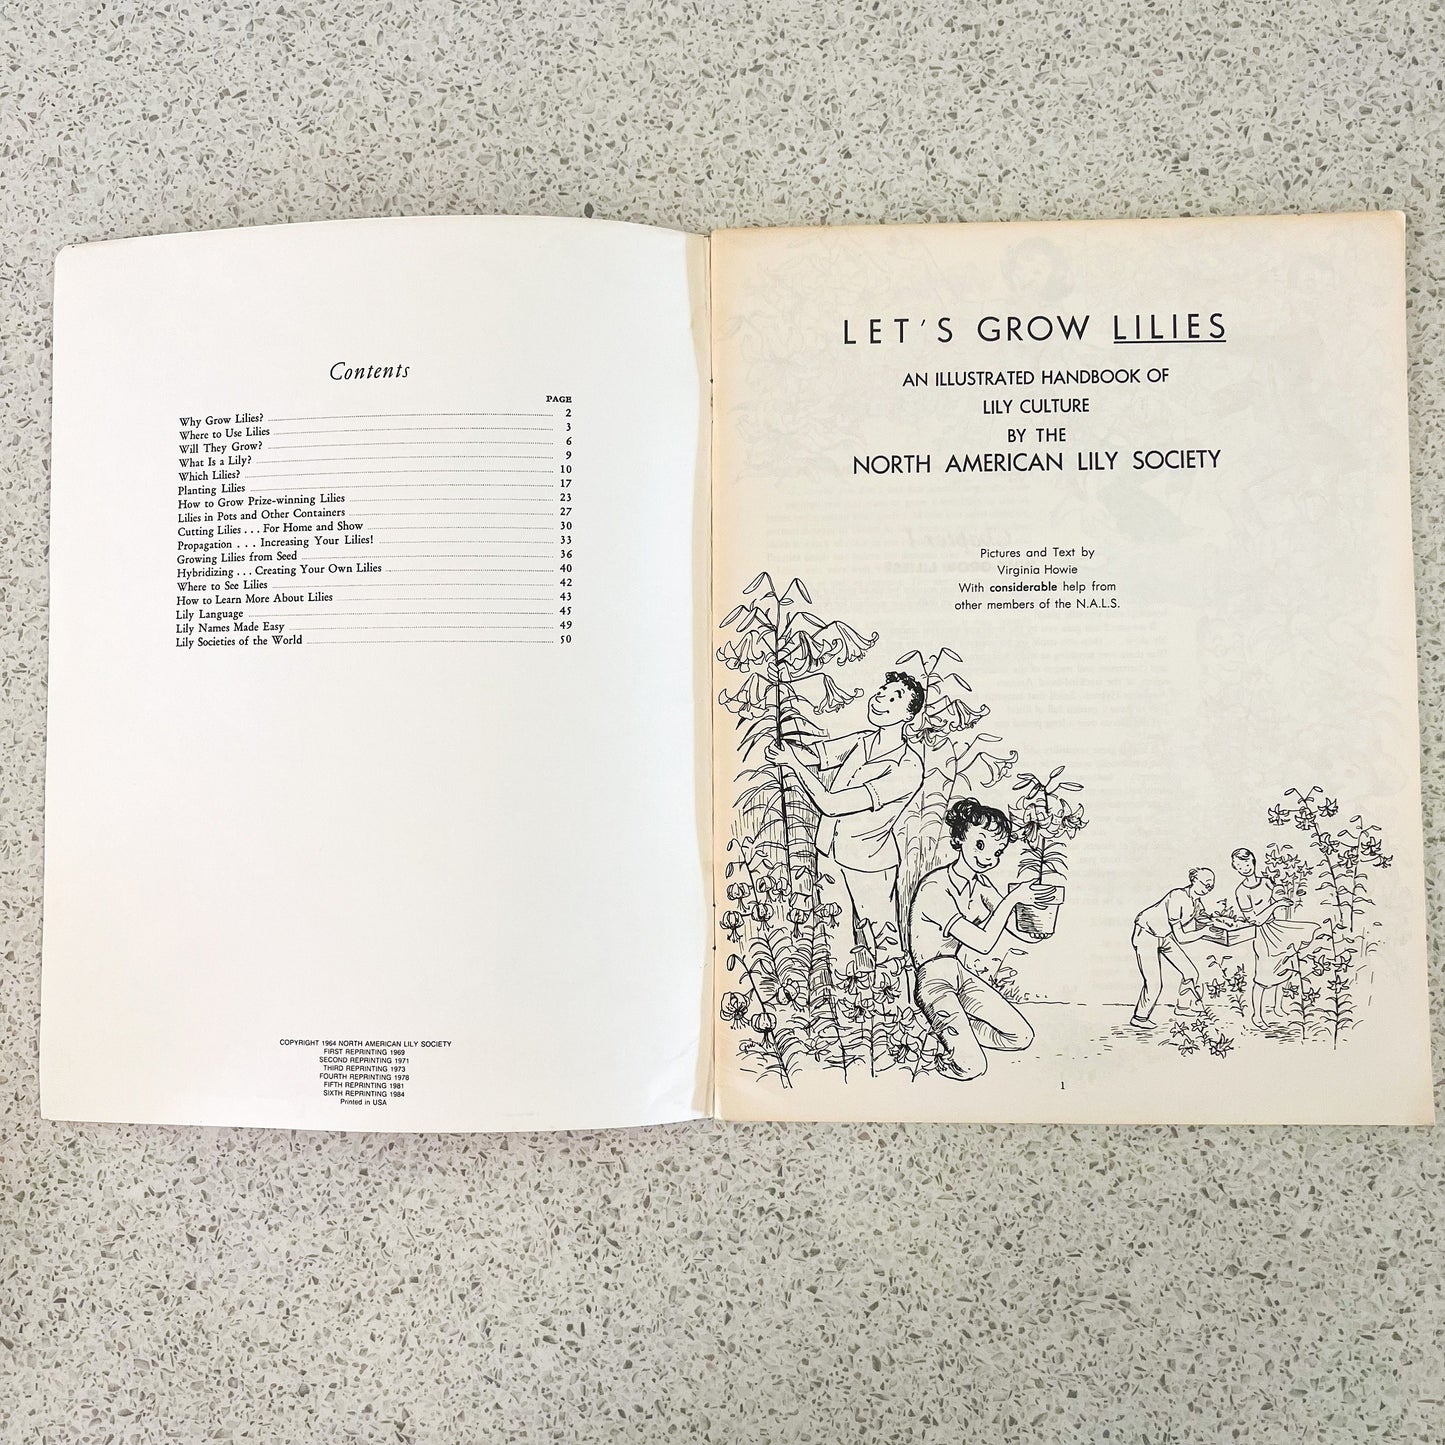 Contents
PAGE
Why Grow Lilies? 2
Where to Use Lilies 3
Will They Grow? 6
What Is a Lily? 9
Which Lilies? 10
Planting Lilies 17
How to Grow Prize-winning Lilies 23
Lilies in Pots and Other Containers 27
Cutting Lilies . . . For Home and Show 30
Propagation . . . Increasing Your Lilies! 33
Growing Lilies from Seed 36
Hybridizing . . . Creating Your Own Lilies 40
Where to See Lilies 42
How to Learn More About Lilies 43
Lily Language 45
Lily Names Made Easy 49
Lily Societies of the World 50
COPYRIGHT 1964 NORTH AMERICAN LILY SOCIETY
FIRST REPRINTING 1969
SECOND REPRINTING 1971
THIRD REPRINTING 1973
FOURTH REPRINTING 1978
FIFTH REPRINTING 1981
SIXTH REPRINTING 1984
Printed in USA
LET'S GROW LILIES
AN ILLUSTRATED HANDBOOK OF
LILY CULTURE
BY THE
NORTH AMERICAN LILY SOCIETY
Pictures and Text by
Virginia Howie
With considerable help from
other members of the N.A.L.S.
1